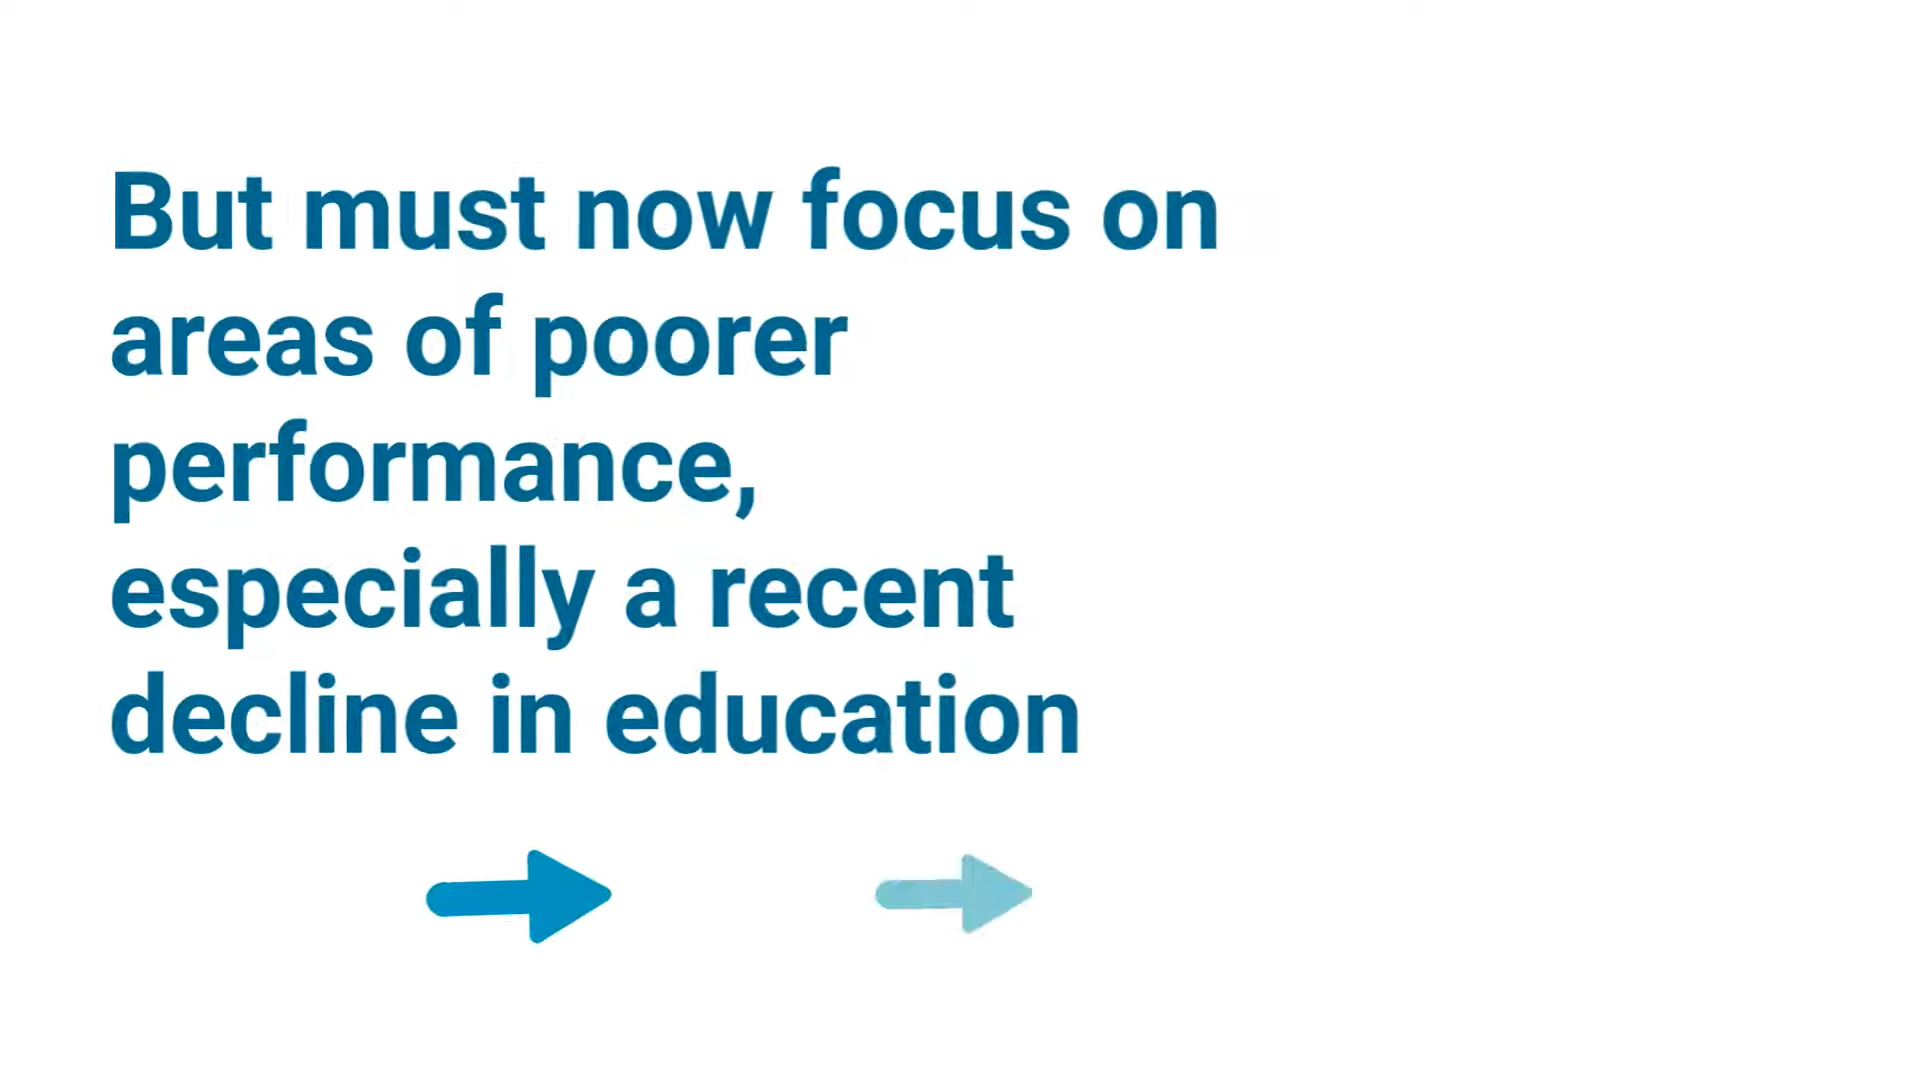 But must now focus on
areas of poorer
performance,
especially a recent
decline in education